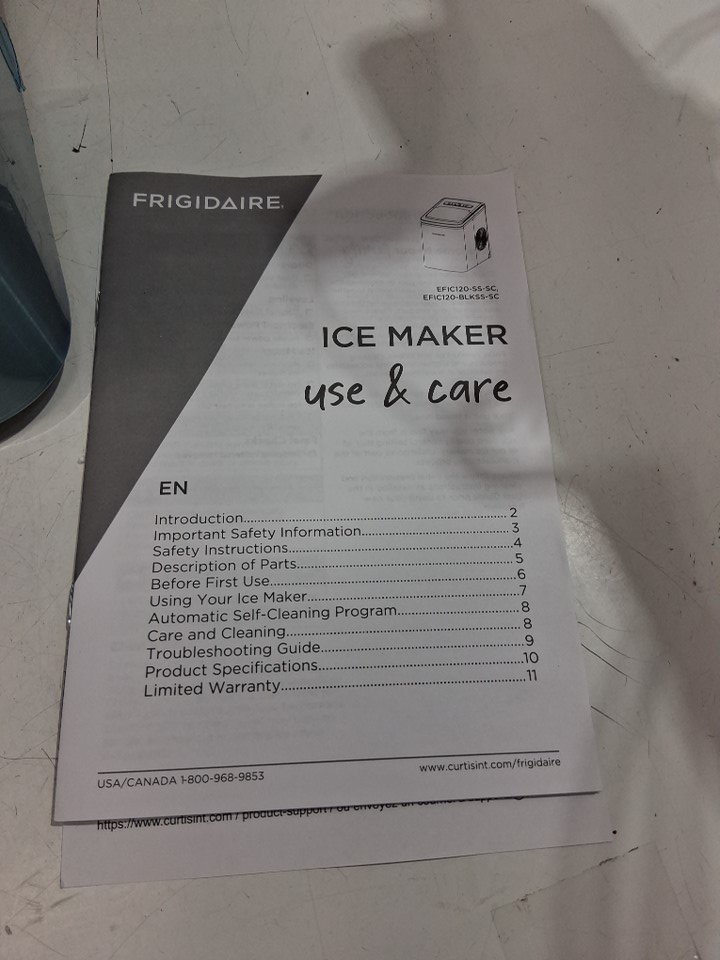 FRIGIDAIRE®
EFIC120-SS-SC,
EFIC120-BLKSS-SC
ICE MAKER
use & care
EN
Introduction.......... 2
Important Safety Information.......... 3
Safety Instructions.......... 4
Description of Parts.......... 5
Before First Use.......... 6
Using Your Ice Maker.......... 7
Automatic Self-Cleaning Program.......... 8
Care and Cleaning.......... 8
Troubleshooting Guide.......... 9
Product Specifications.......... 10
Limited Warranty.......... 11
USA/CANADA 1-800-968-9853
www.curtisint.com/frigidaire
https://www.curtisint.com / product-support / ou envoyez un